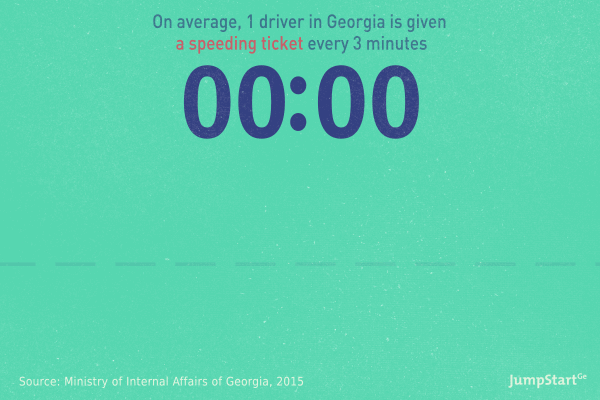 On average, 1 driver in Georgia is given
a speeding ticket every 3 minutes
00:00
Source: Ministry of Internal Affairs of Georgia, 2015
JumpStart Ge